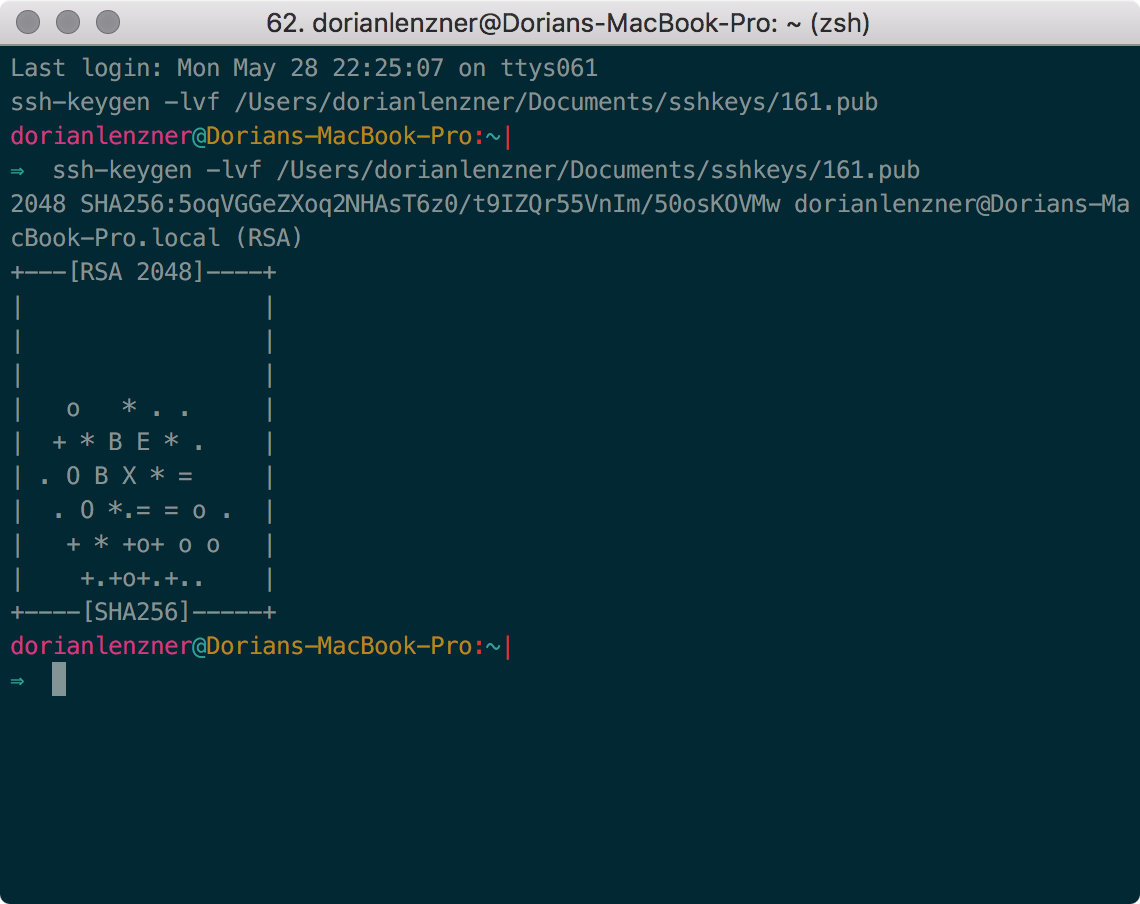 62. dorianlenzner@Dorians-MacBook-Pro: ~ (zsh)
Last login: Mon May 28 22:25:07 on ttys061
ssh-keygen -lvf /Users/dorianlenzner/Documents/sshkeys/161.pub
dorianlenzner@Dorians-MacBook-Pro:~|
⇒  ssh-keygen -lvf /Users/dorianlenzner/Documents/sshkeys/161.pub
2048 SHA256:5oqVGGeZXoq2NHAsT6z0/t9IZQr55VnIm/50osKOVMw dorianlenzner@Dorians-Ma
cBook-Pro.local (RSA)
+---[RSA 2048]----+
|                 |
|                 |
|                 |
|   o   * . .     |
|  + * B E * .    |
| . O B X * =     |
|  . O *.= = o .  |
|   + * +o+ o o   |
|    +.+o+.+..    |
+----[SHA256]-----+
dorianlenzner@Dorians-MacBook-Pro:~|
⇒